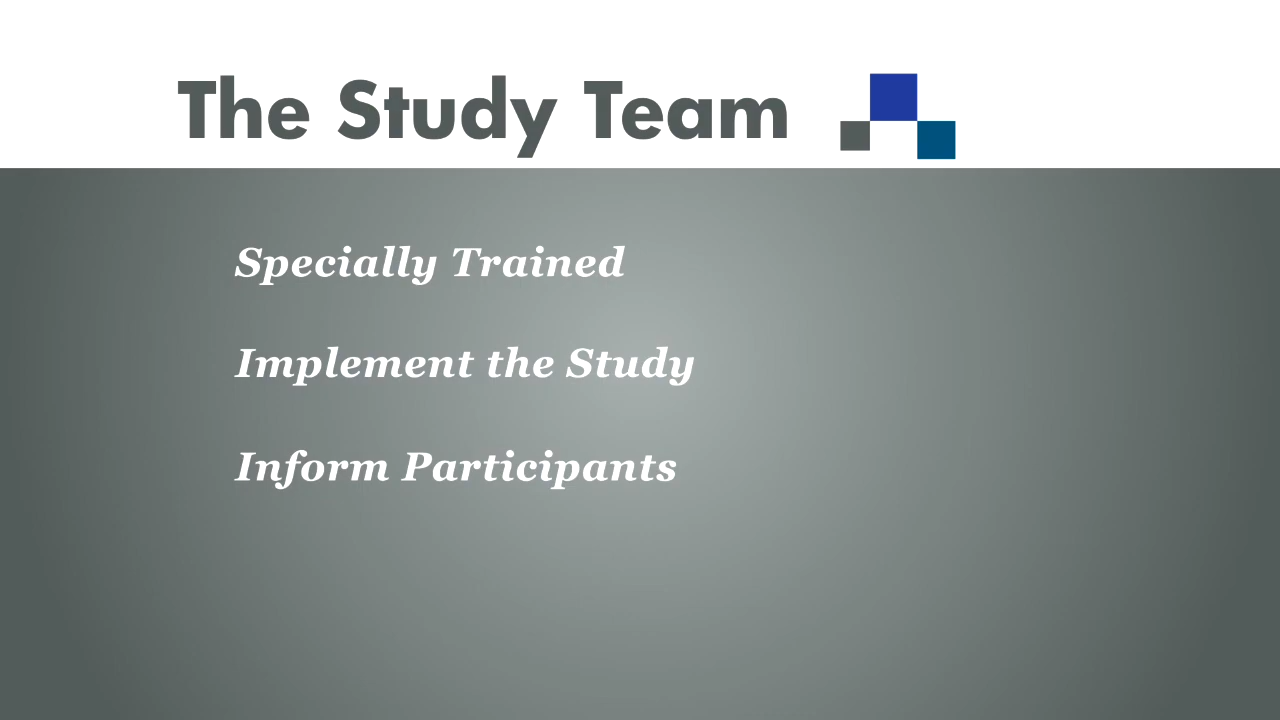 The Study Team
Specially Trained
Implement the Study
Inform Participants